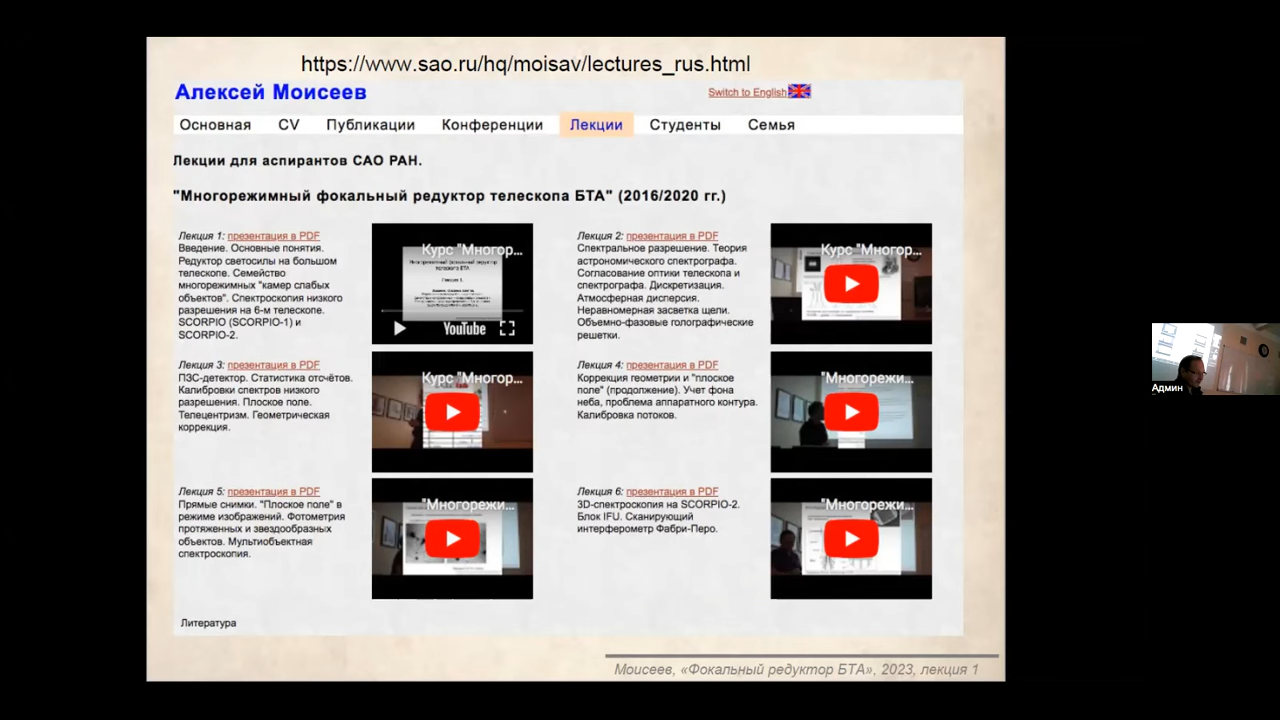 https://www.sao.ru/hq/moisav/lectures_rus.html
Алексей Моисеев
Switch to English
Основная CV Публикации Конференции Лекции Студенты Семья
Лекции для аспирантов САО РАН.
"Многорежимный фокальный редуктор телескопа БТА" (2016/2020 гг.)
Лекция 1: презентация в PDF
Введение. Основные понятия.
Редуктор светосилы на большом
телескопе. Семейство
многорежимных "камер слабых
объектов". Спектроскопия низкого
разрешения на 6-м телескопе.
SCORPIO (SCORPIO-1) и
SCORPIO-2.
Курс "Многор...
YouTube
Лекция 2: презентация в PDF
Спектральное разрешение. Теория
астрономического спектрографа.
Согласование оптики телескопа и
спектрографа. Дискретизация.
Атмосферная дисперсия.
Неравномерная засветка щели.
Объемно-фазовые голографические
решетки.
Курс "Многор...
Лекция 3: презентация в PDF
ПЗС-детектор. Статистика отсчётов.
Калибровки спектров низкого
разрешения. Плоское поле.
Телецентризм. Геометрическая
коррекция.
Курс "Многор...
Лекция 4: презентация в PDF
Коррекция геометрии и "плоское
поле" (продолжение). Учет фона
неба, проблема аппаратного контура.
Калибровка потоков.
"Многорежи...
Лекция 5: презентация в PDF
Прямые снимки. "Плоское поле" в
режиме изображений. Фотометрия
протяженных и звездообразных
объектов. Мультиобъектная
спектроскопия.
"Многорежи...
Лекция 6: презентация в PDF
3D-спектроскопия на SCORPIO-2.
Блок IFU. Сканирующий
интерферометр Фабри-Перо.
"Многорежи...
Литература
Моисеев, «Фокальный редуктор БТА», 2023, лекция 1
Админ